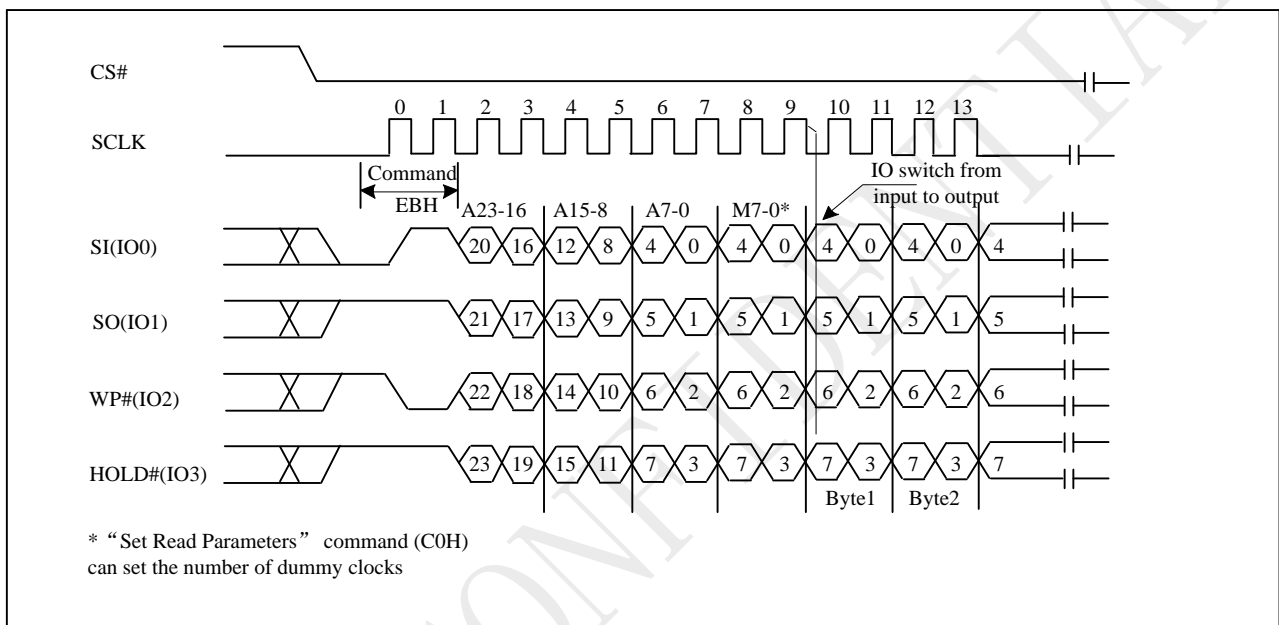 CS#
0 1 2 3 4 5 6 7 8 9 10 11 12 13
SCLK
Command
EBH
IO switch from
input to output
A23-16 A15-8 A7-0 M7-0*
SI(IO0) 20 16 12 8 4 0 4 0 4 0 4 0 4
SO(IO1) 21 17 13 9 5 1 5 1 5 1 5 1 5
WP#(IO2) 22 18 14 10 6 2 6 2 6 2 6 2 6
HOLD#(IO3) 23 19 15 11 7 3 7 3 7 3 7 3 7
Byte1 Byte2
* “Set Read Parameters” command (C0H)
can set the number of dummy clocks
ONFIDENTIA